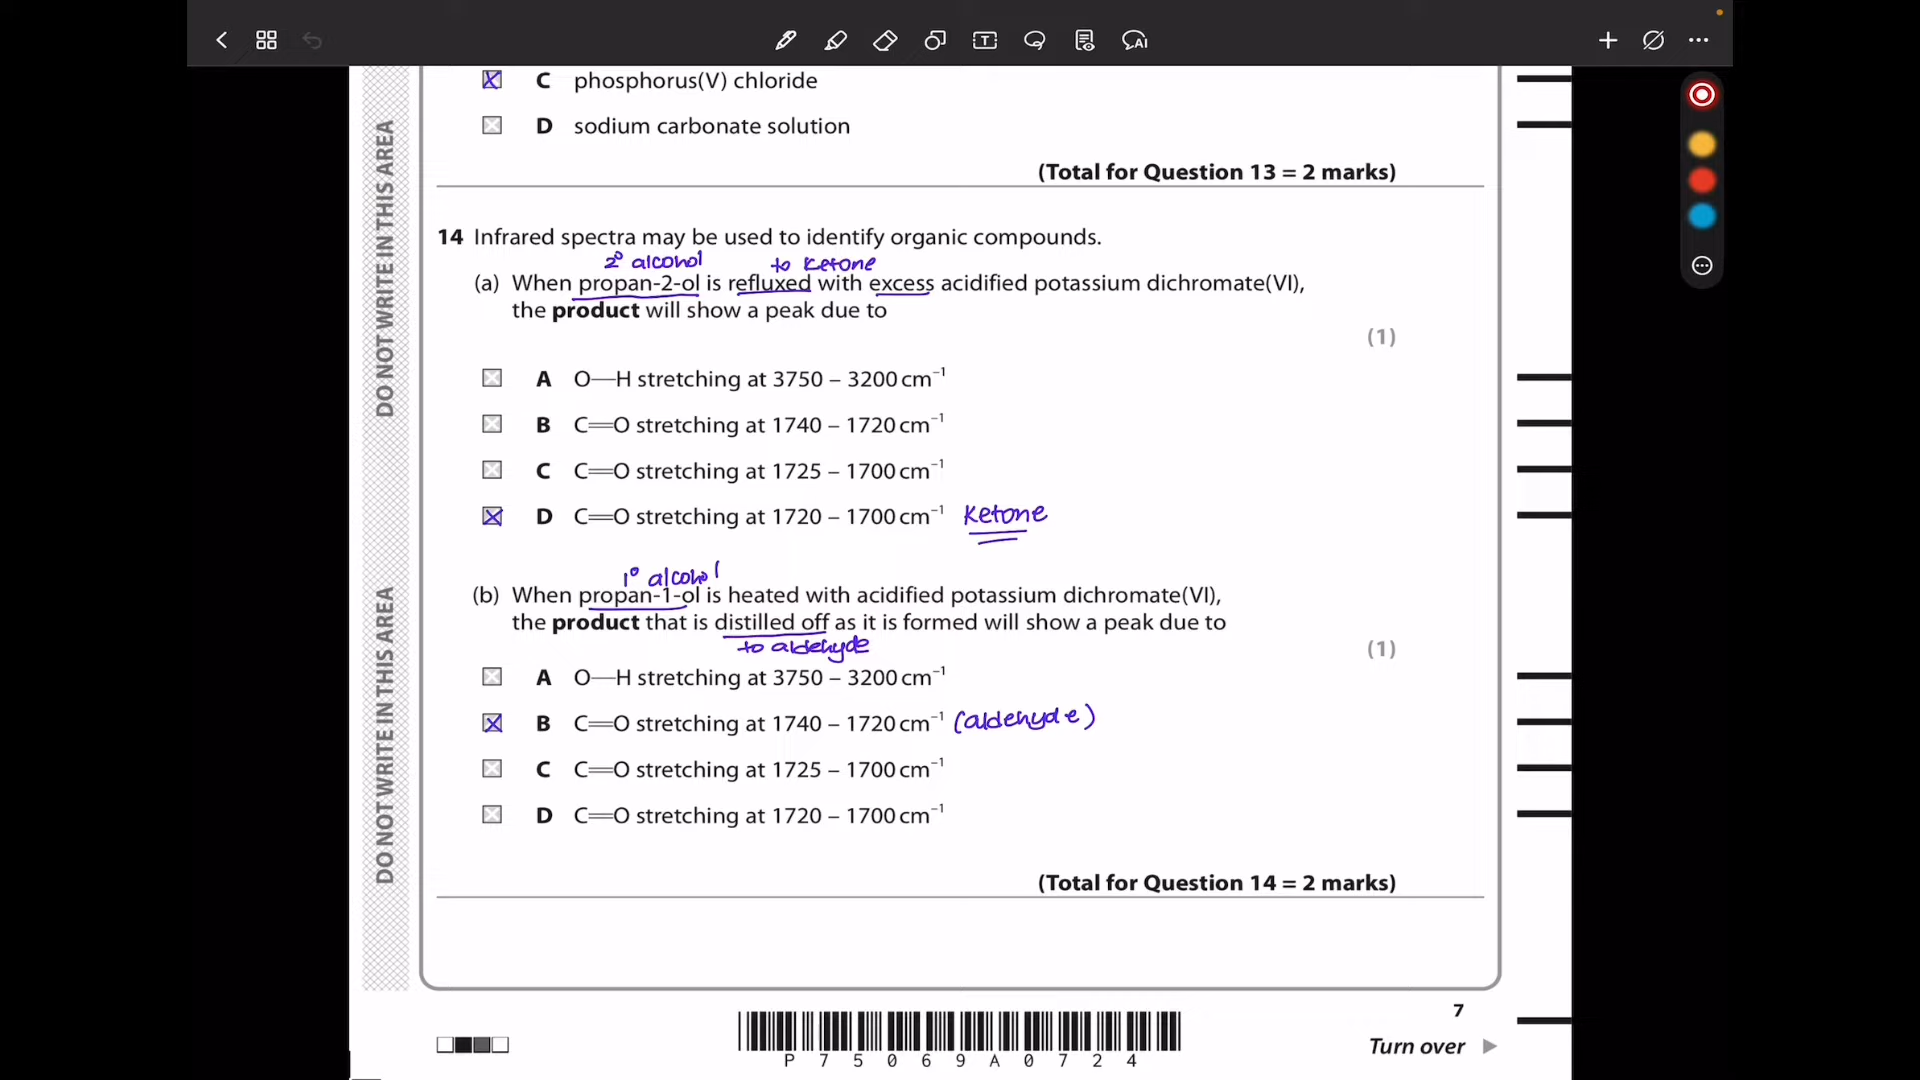 C phosphorus(V) chloride
D sodium carbonate solution
(Total for Question 13 = 2 marks)
14 Infrared spectra may be used to identify organic compounds.
2° alcohol to Ketone
(a) When propan-2-ol is refluxed with excess acidified potassium dichromate(VI),
the product will show a peak due to
(1)
A O—H stretching at 3750 – 3200 cm⁻¹
B C=O stretching at 1740 – 1720 cm⁻¹
C C=O stretching at 1725 – 1700 cm⁻¹
D C=O stretching at 1720 – 1700 cm⁻¹ Ketone
1° alcohol
(b) When propan-1-ol is heated with acidified potassium dichromate(VI),
the product that is distilled off as it is formed will show a peak due to
to aldehyde
(1)
A O—H stretching at 3750 – 3200 cm⁻¹
B C=O stretching at 1740 – 1720 cm⁻¹ (aldehyde)
C C=O stretching at 1725 – 1700 cm⁻¹
D C=O stretching at 1720 – 1700 cm⁻¹
(Total for Question 14 = 2 marks)
DO NOT WRITE IN THIS AREA
DO NOT WRITE IN THIS AREA
7
P 7 5 0 6 9 A 0 7 2 4
Turn over
T
AI